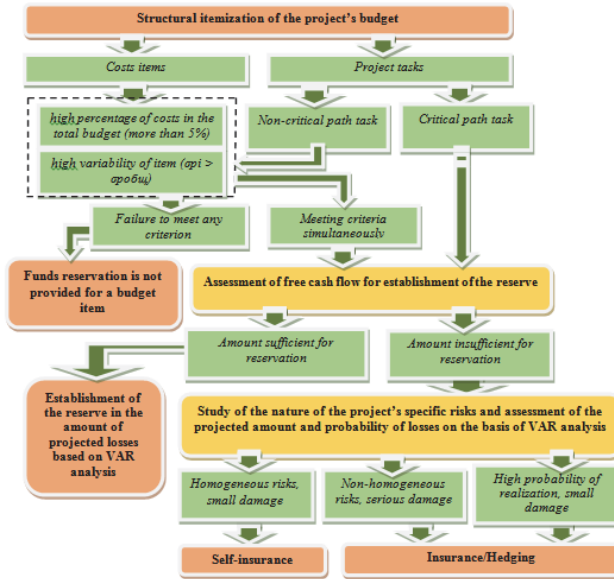 Structural itemization of the project's budget
Costs items
Project tasks
high percentage of costs in the
total budget (more than 5%)
Non-critical path task
Critical path task
high variability of item (σpi >
σpобщ)
Failure to meet any
criterion
Meeting criteria
simultaneously
Funds reservation is not
provided for a budget
item
Assessment of free cash flow for establishment of the reserve
Amount sufficient for
reservation
Amount insufficient for
reservation
Establishment of
the reserve in the
amount of
projected losses
based on VAR
analysis
Study of the nature of the project's specific risks and assessment of the
projected amount and probability of losses on the basis of VAR analysis
Homogeneous risks,
small damage
Non-homogeneous
risks, serious damage
High probability of
realisation, small
damage
Self-insurance
Insurance/Hedging